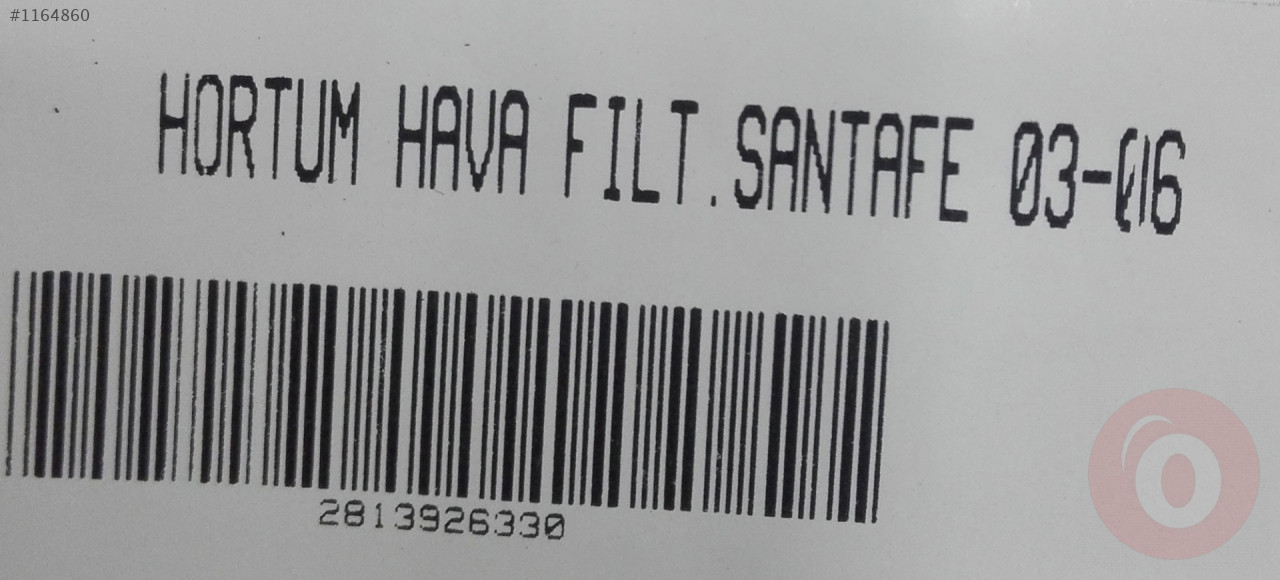 #1164860
HORTUM HAVA FILT.SANTAFE 03-06
2813926330